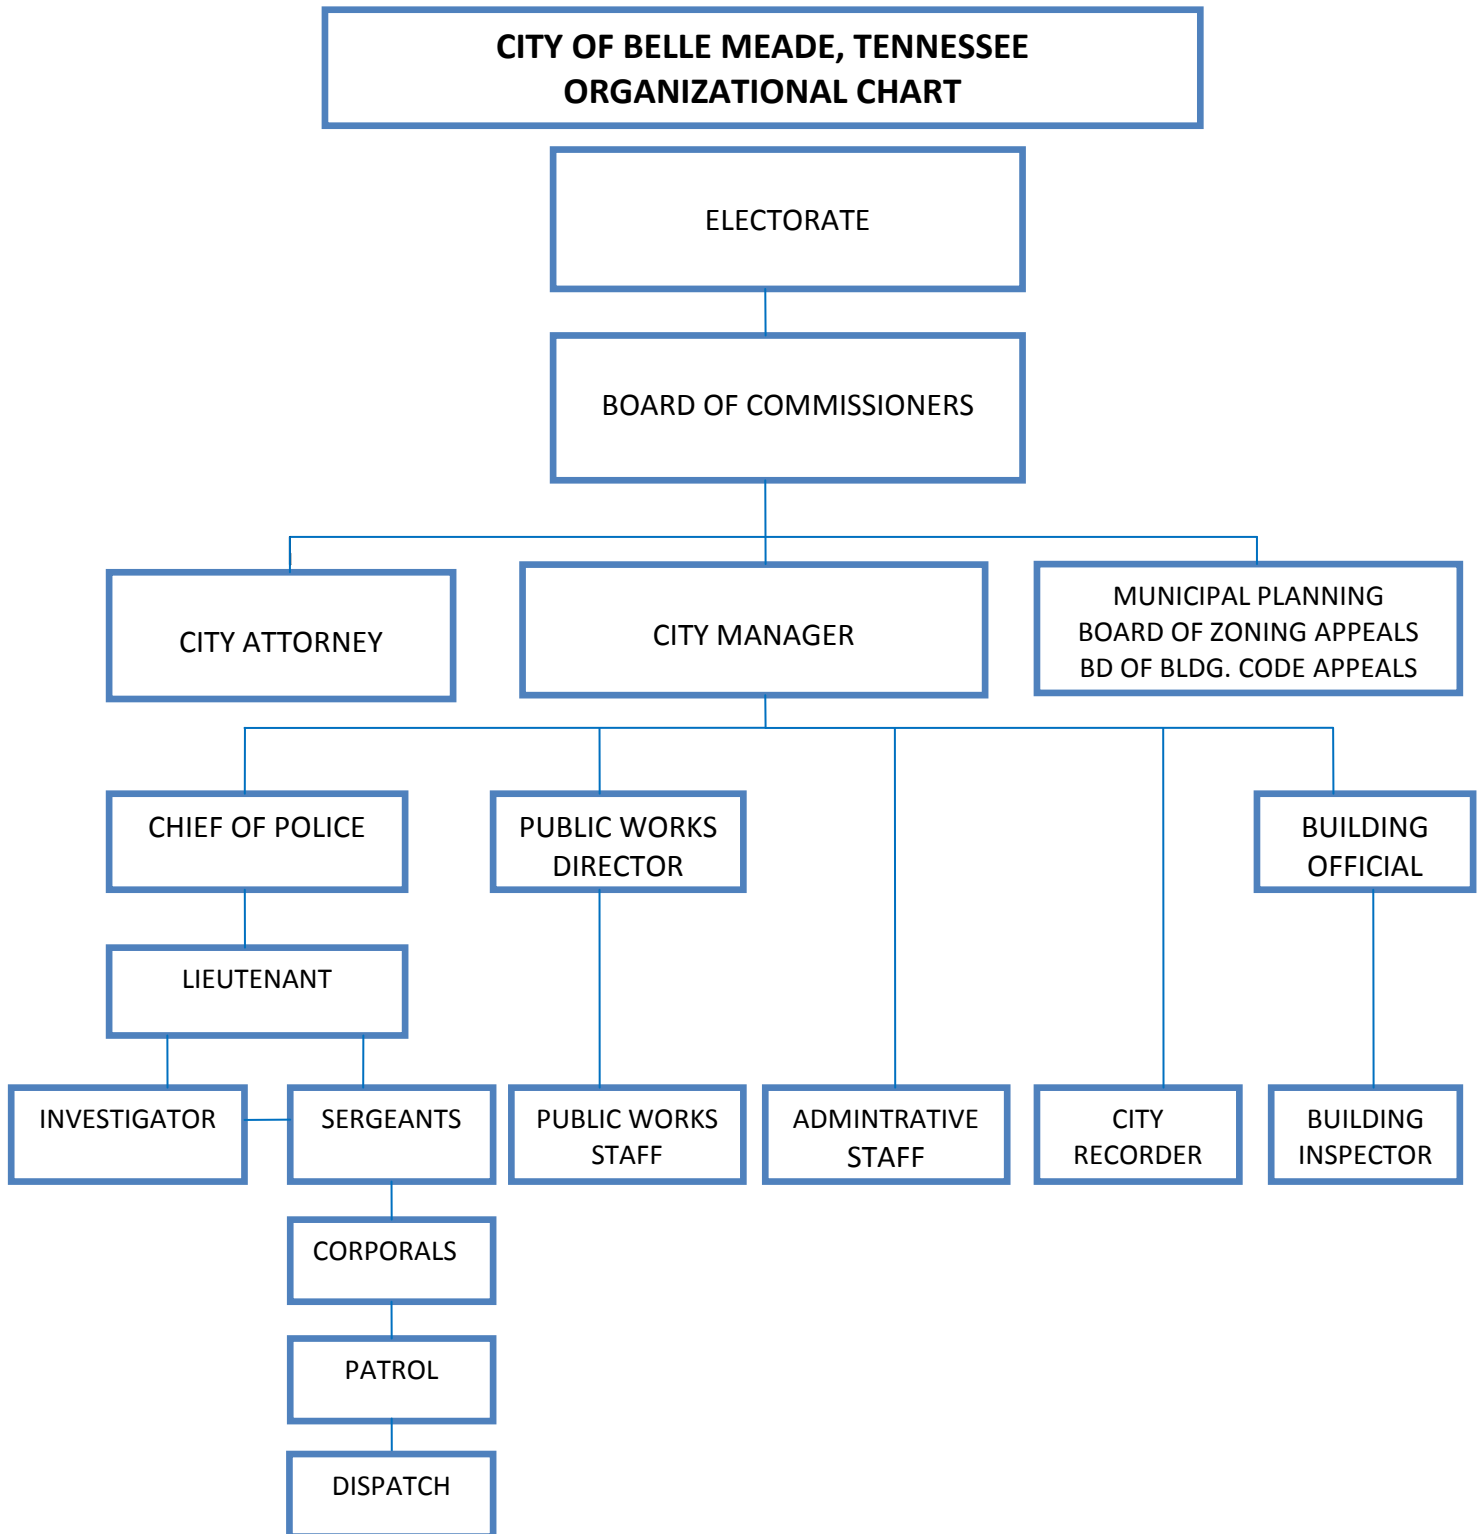 CITY OF BELLE MEADE, TENNESSEE
ORGANIZATIONAL CHART
ELECTORATE
BOARD OF COMMISSIONERS
CITY ATTORNEY
CITY MANAGER
MUNICIPAL PLANNING
BOARD OF ZONING APPEALS
BD OF BLDG. CODE APPEALS
CHIEF OF POLICE
PUBLIC WORKS
DIRECTOR
BUILDING
OFFICIAL
LIEUTENANT
INVESTIGATOR
SERGEANTS
PUBLIC WORKS
STAFF
ADMINTRATIVE
STAFF
CITY
RECORDER
BUILDING
INSPECTOR
CORPORALS
PATROL
DISPATCH